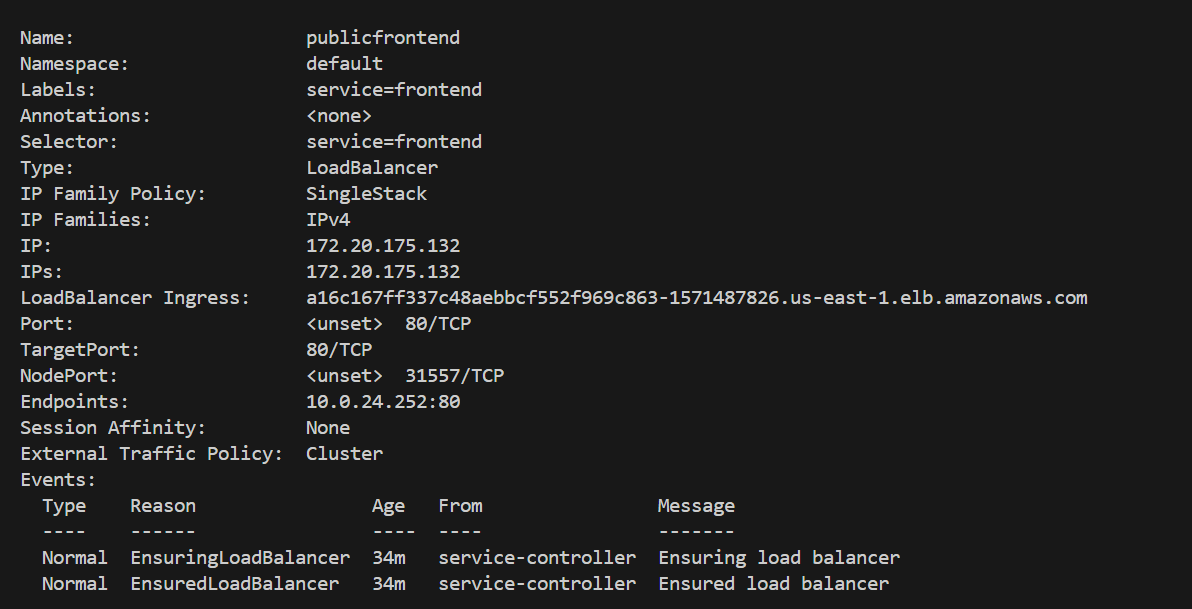 Name: publicfrontend
Namespace: default
Labels: service=frontend
Annotations: <none>
Selector: service=frontend
Type: LoadBalancer
IP Family Policy: SingleStack
IP Families: IPv4
IP: 172.20.175.132
IPs: 172.20.175.132
LoadBalancer Ingress: a16c167ff337c48aebbcf552f969c863-1571487826.us-east-1.elb.amazonaws.com
Port: <unset> 80/TCP
TargetPort: 80/TCP
NodePort: <unset> 31557/TCP
Endpoints: 10.0.24.252:80
Session Affinity: None
External Traffic Policy: Cluster
Events:
Type Reason Age From Message
---- ------ ---- ---- -------
Normal EnsuringLoadBalancer 34m service-controller Ensuring load balancer
Normal EnsuredLoadBalancer 34m service-controller Ensured load balancer